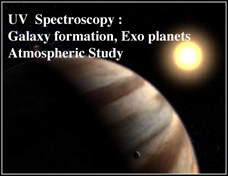 UV Spectroscopy :
Galaxy formation, Exo planets
Atmospheric Study